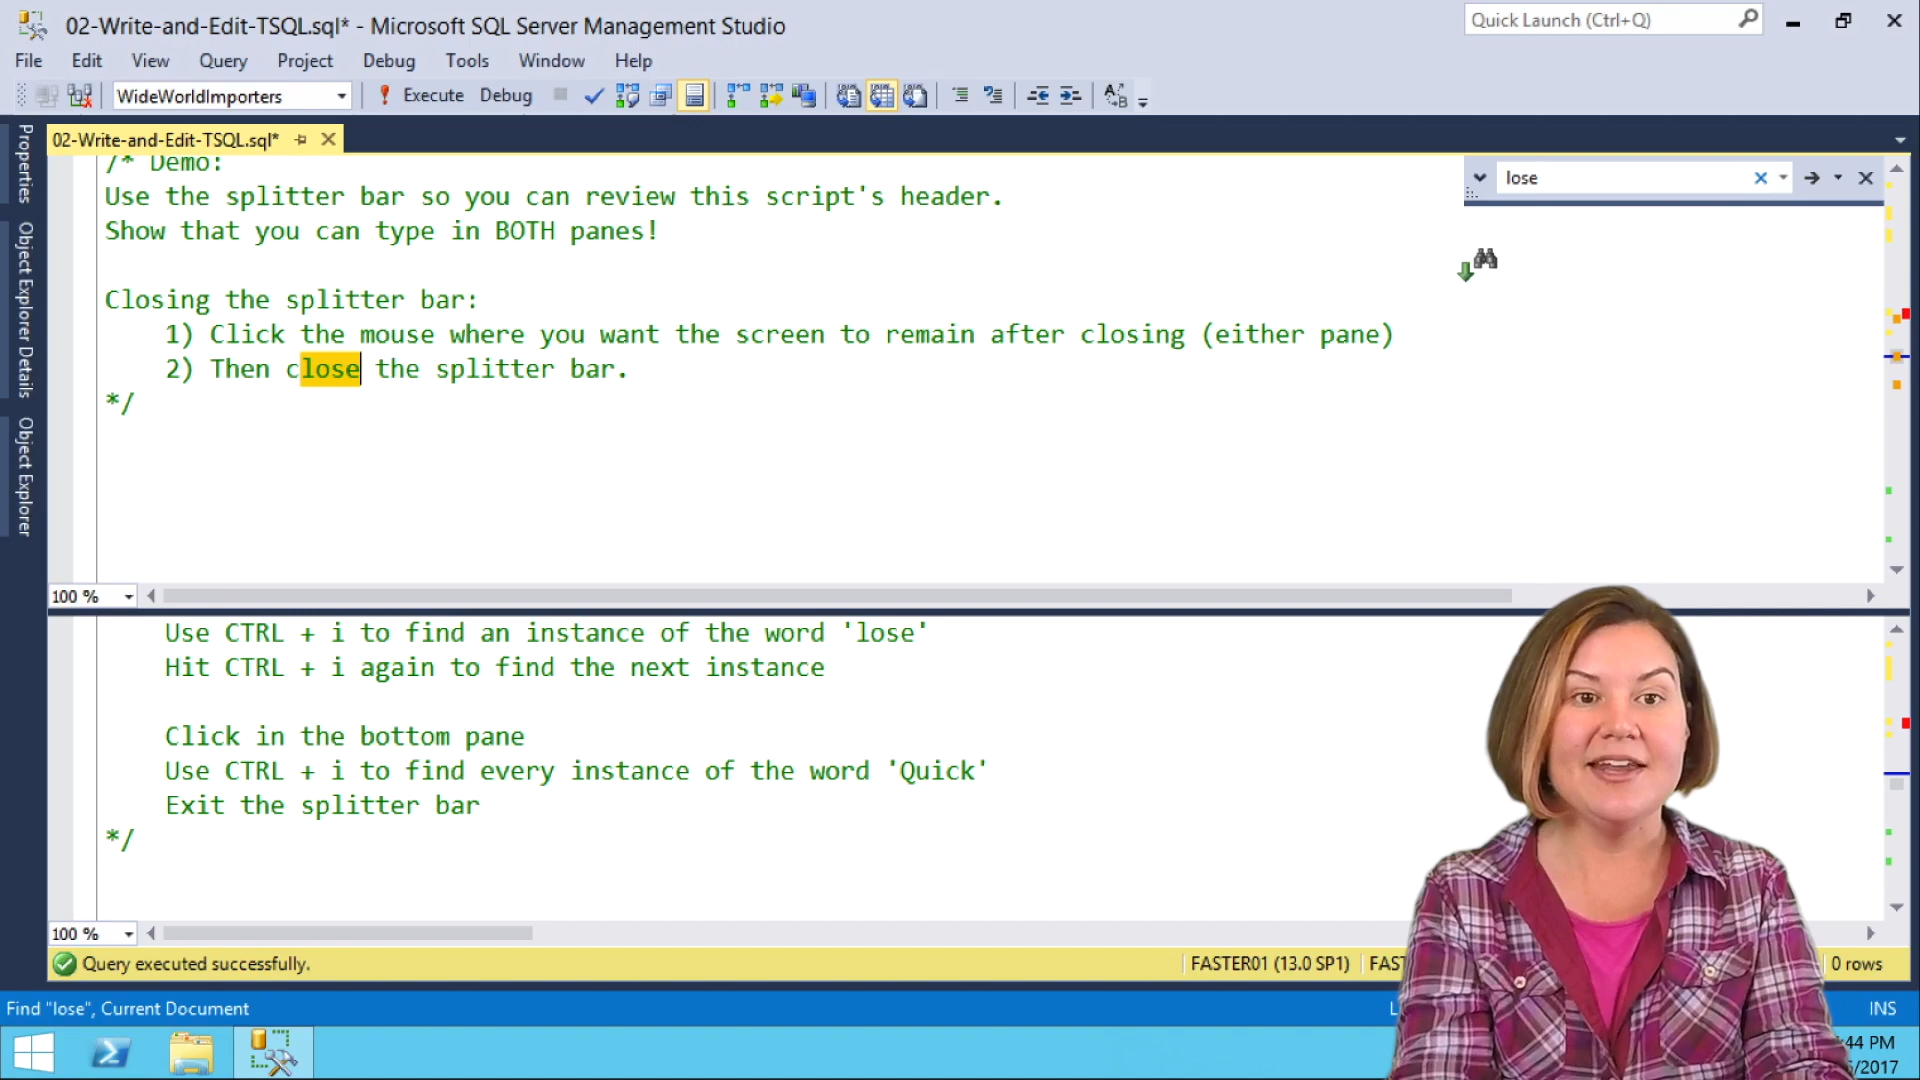 02-Write-and-Edit-TSQL.sql* - Microsoft SQL Server Management Studio
Quick Launch (Ctrl+Q)
File Edit View Query Project Debug Tools Window Help
WideWorldImporters
Execute Debug
Properties
Object Explorer Details
Object Explorer
02-Write-and-Edit-TSQL.sql*
lose
/* Demo:
Use the splitter bar so you can review this script's header.
Show that you can type in BOTH panes!
Closing the splitter bar:
1) Click the mouse where you want the screen to remain after closing (either pane)
2) Then close the splitter bar.
*/
100 %
Use CTRL + i to find an instance of the word 'lose'
Hit CTRL + i again to find the next instance
Click in the bottom pane
Use CTRL + i to find every instance of the word 'Quick'
Exit the splitter bar
*/
100 %
Query executed successfully.
FASTER01 (13.0 SP1)
FAS
0 rows
Find "lose", Current Document
INS
:44 PM
/2017